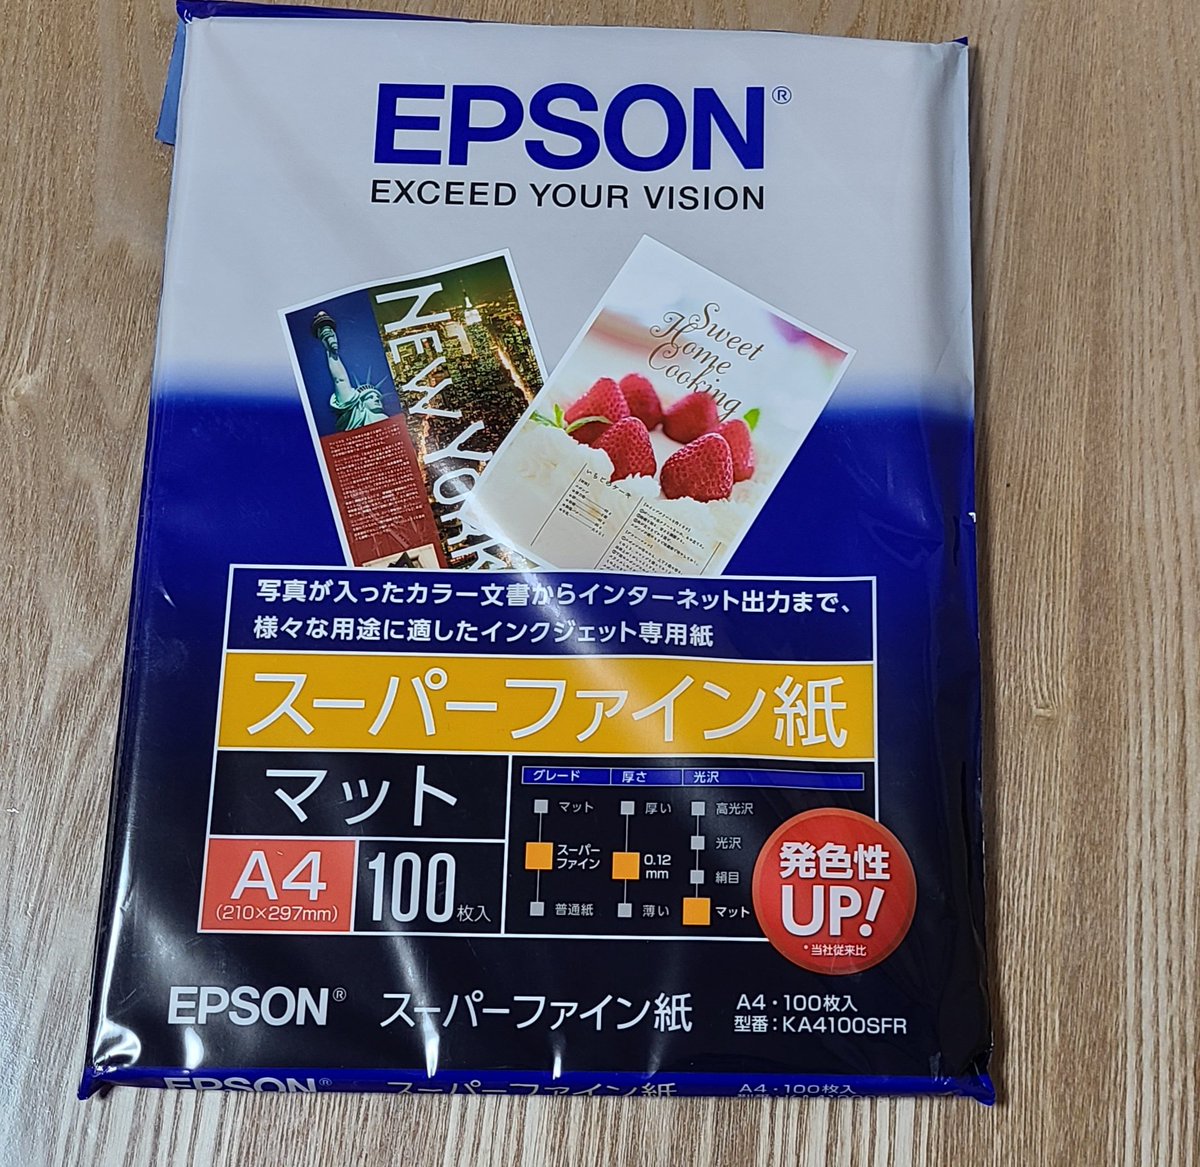 EPSON®
EXCEED YOUR VISION
NEW YORK
Sweet
Home
Cooking
いちごのケーキ
写真が入ったカラー文書からインターネット出力まで、
様々な用途に適したインクジェット専用紙
スーパーファイン紙
マット
A4
(210×297mm)
100枚入
グレード 厚さ 光沢
マット 厚い 高光沢
光沢
スーパー
ファイン
0.12
mm
絹目
普通紙 薄い マット
発色性
UP!
*当社従来比
EPSON® スーパーファイン紙
A4・100枚入
型番：KA4100SFR
EPSON® スーパーファイン紙 A4・100枚入